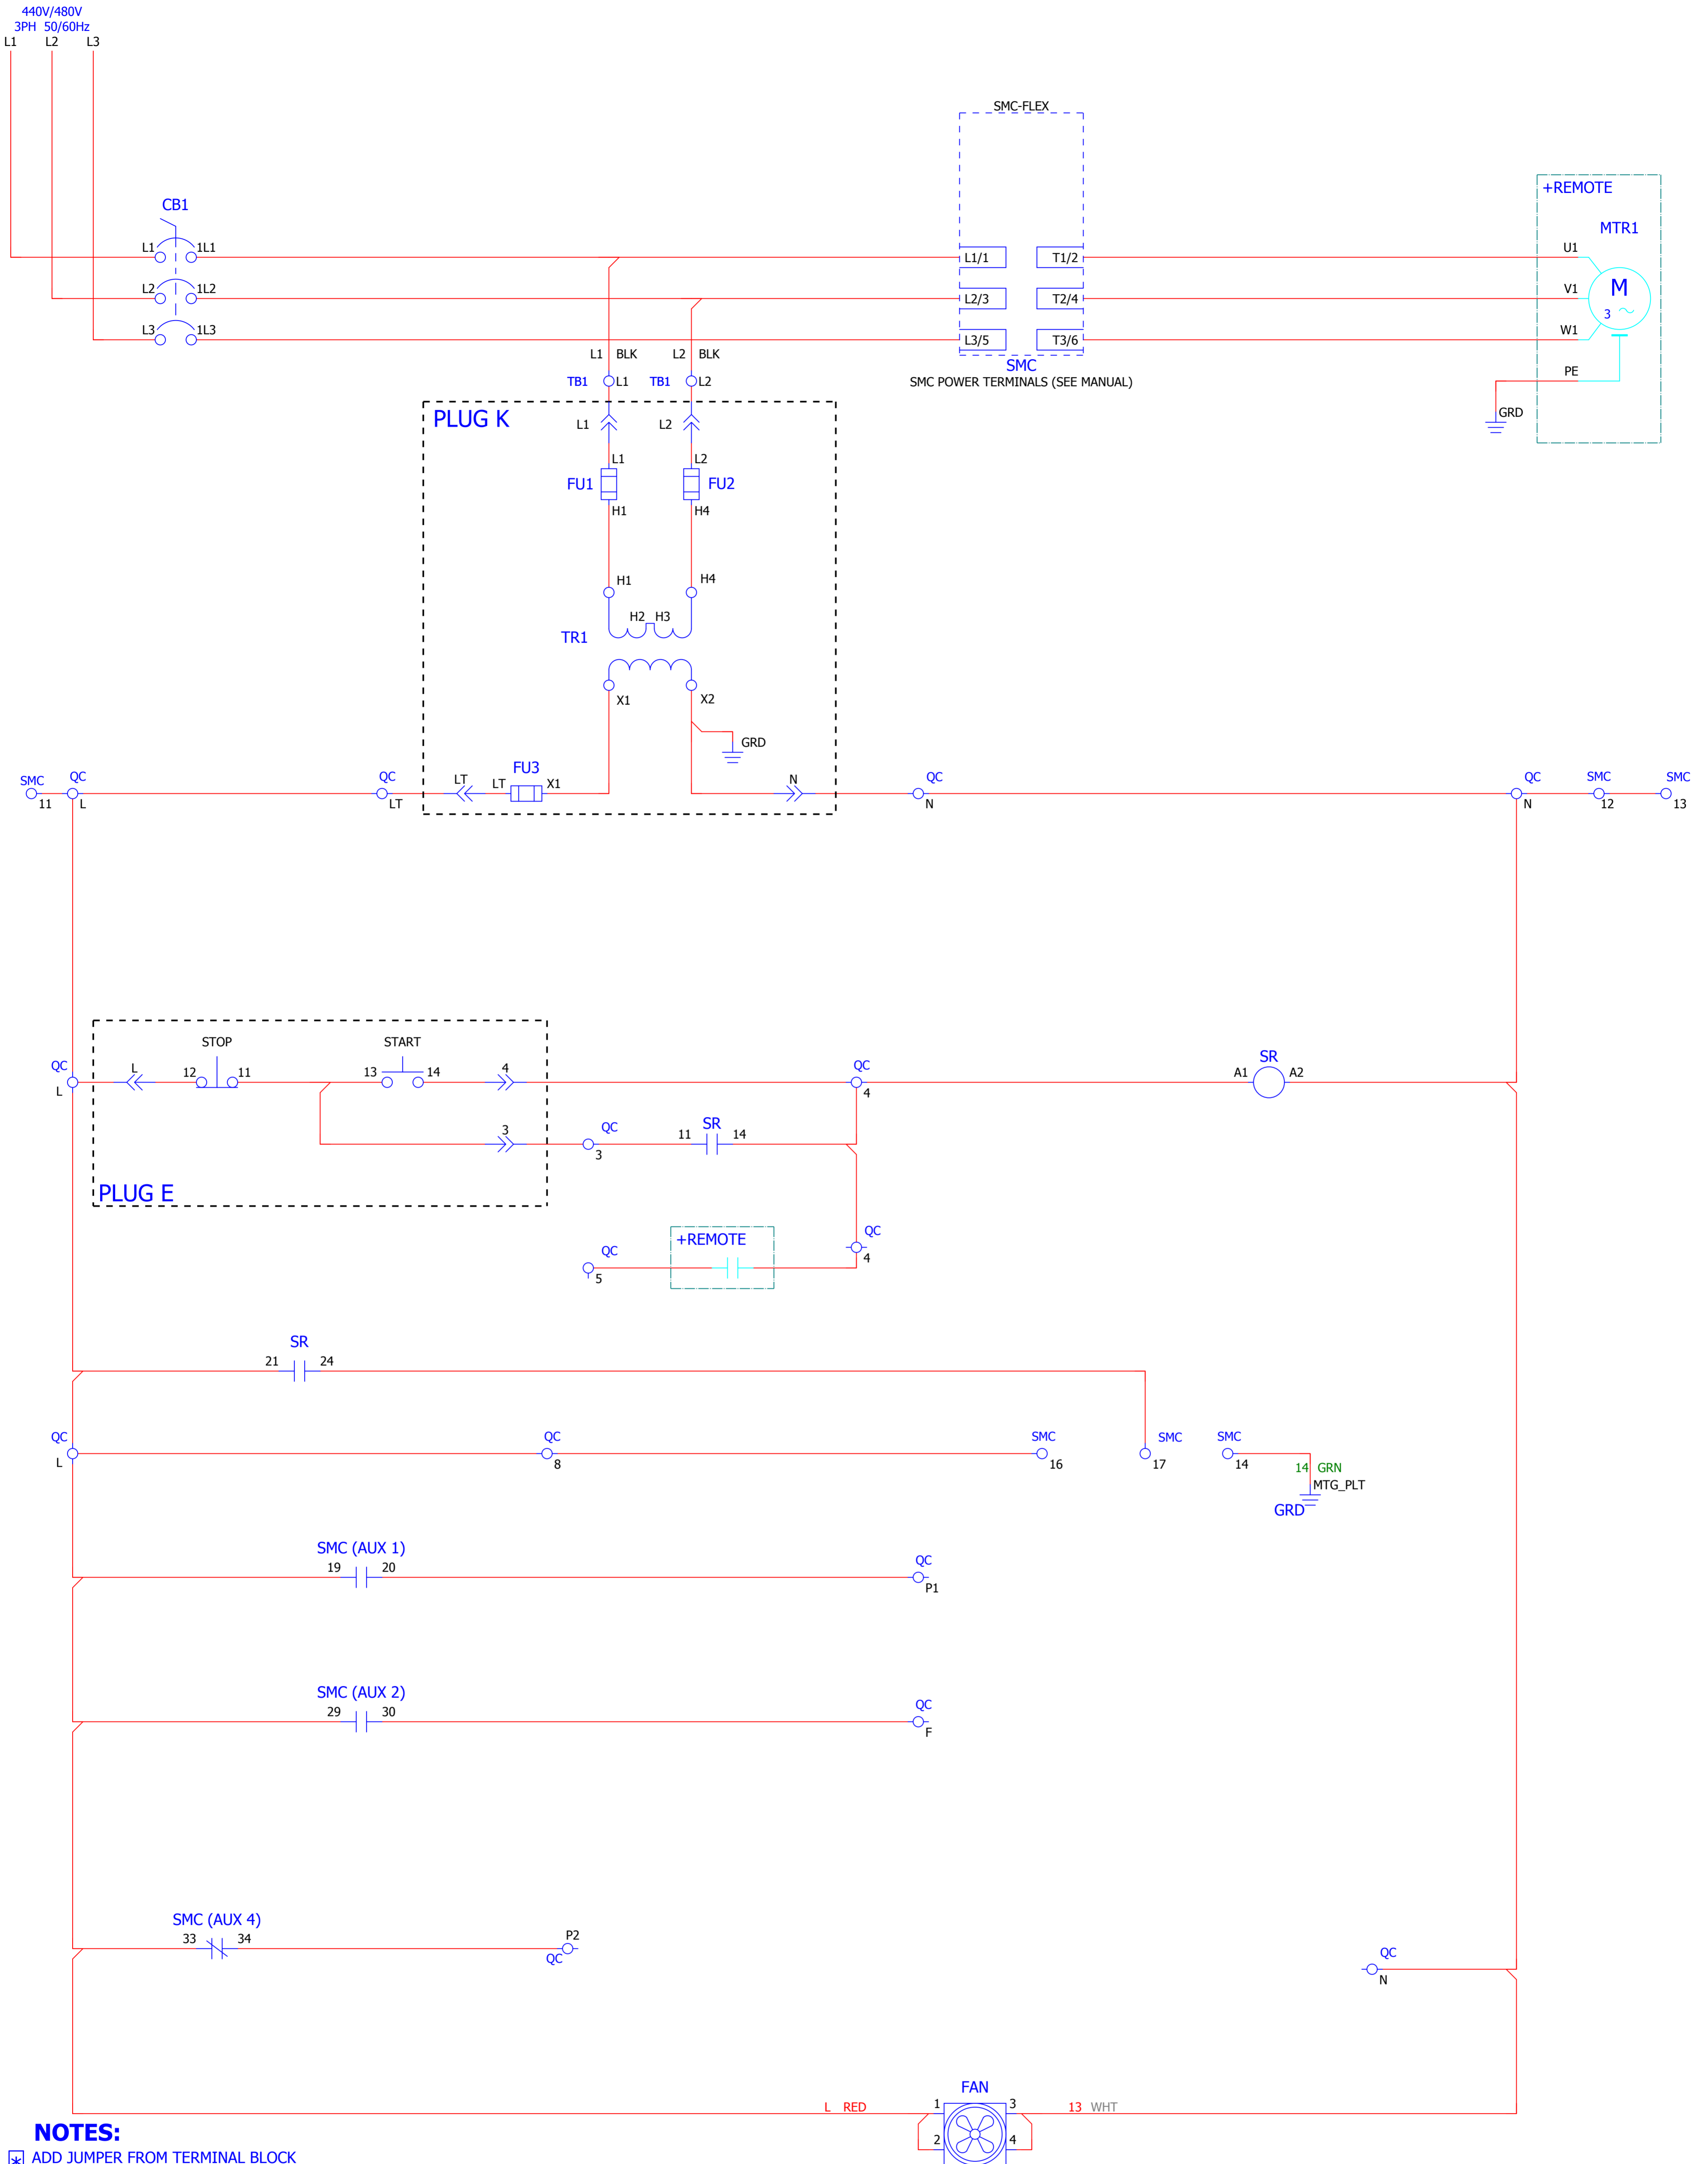 440V/480V
3PH 50/60Hz
L1 L2 L3
SMC-FLEX
CB1
+REMOTE
MTR1
L1 1L1
L1/1 T1/2
U1
L2 1L2
L2/3 T2/4
V1
M
3
L3 1L3
L3/5 T3/6
W1
SMC
SMC POWER TERMINALS (SEE MANUAL)
PE
GRD
L1 BLK L2 BLK
TB1 L1 TB1 L2
PLUG K
L1 L2
L1 L2
FU1 FU2
H1 H4
H1 H4
H2 H3
TR1
X1 X2
GRD
FU3
SMC QC QC LT LT X1 N QC QC SMC SMC
11 L LT N N 12 13
STOP START
QC L 12 11 13 14 4 QC SR
L 4 A1 A2
3 QC SR
3 11 14
PLUG E
+REMOTE
QC
4
QC
5
SR
21 24
QC QC SMC SMC SMC
L 8 16 17 14
14 GRN
MTG_PLT
GRD
SMC (AUX 1)
19 20 QC
P1
SMC (AUX 2)
29 30 QC
F
SMC (AUX 4)
33 34 P2
QC
QC
N
FAN
L RED 1 3 13 WHT
2 4
NOTES:
* ADD JUMPER FROM TERMINAL BLOCK